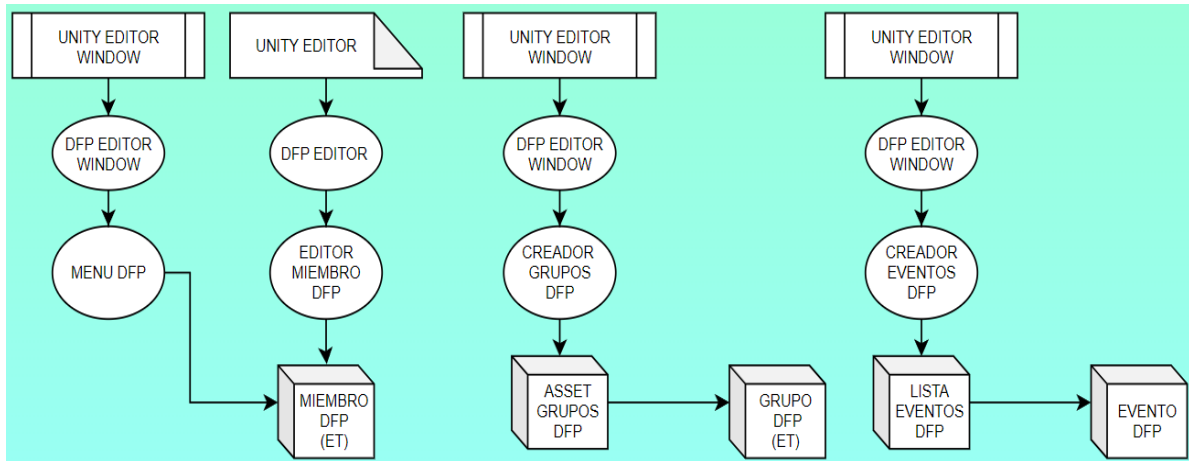 UNITY EDITOR
WINDOW
UNITY EDITOR
UNITY EDITOR
WINDOW
UNITY EDITOR
WINDOW
DFP EDITOR
WINDOW
DFP EDITOR
DFP EDITOR
WINDOW
DFP EDITOR
WINDOW
MENU DFP
EDITOR
MIEMBRO
DFP
CREADOR
GRUPOS
DFP
CREADOR
EVENTOS
DFP
MIEMBRO
DFP
(ET)
ASSET
GRUPOS
DFP
GRUPO
DFP
(ET)
LISTA
EVENTOS
DFP
EVENTO
DFP